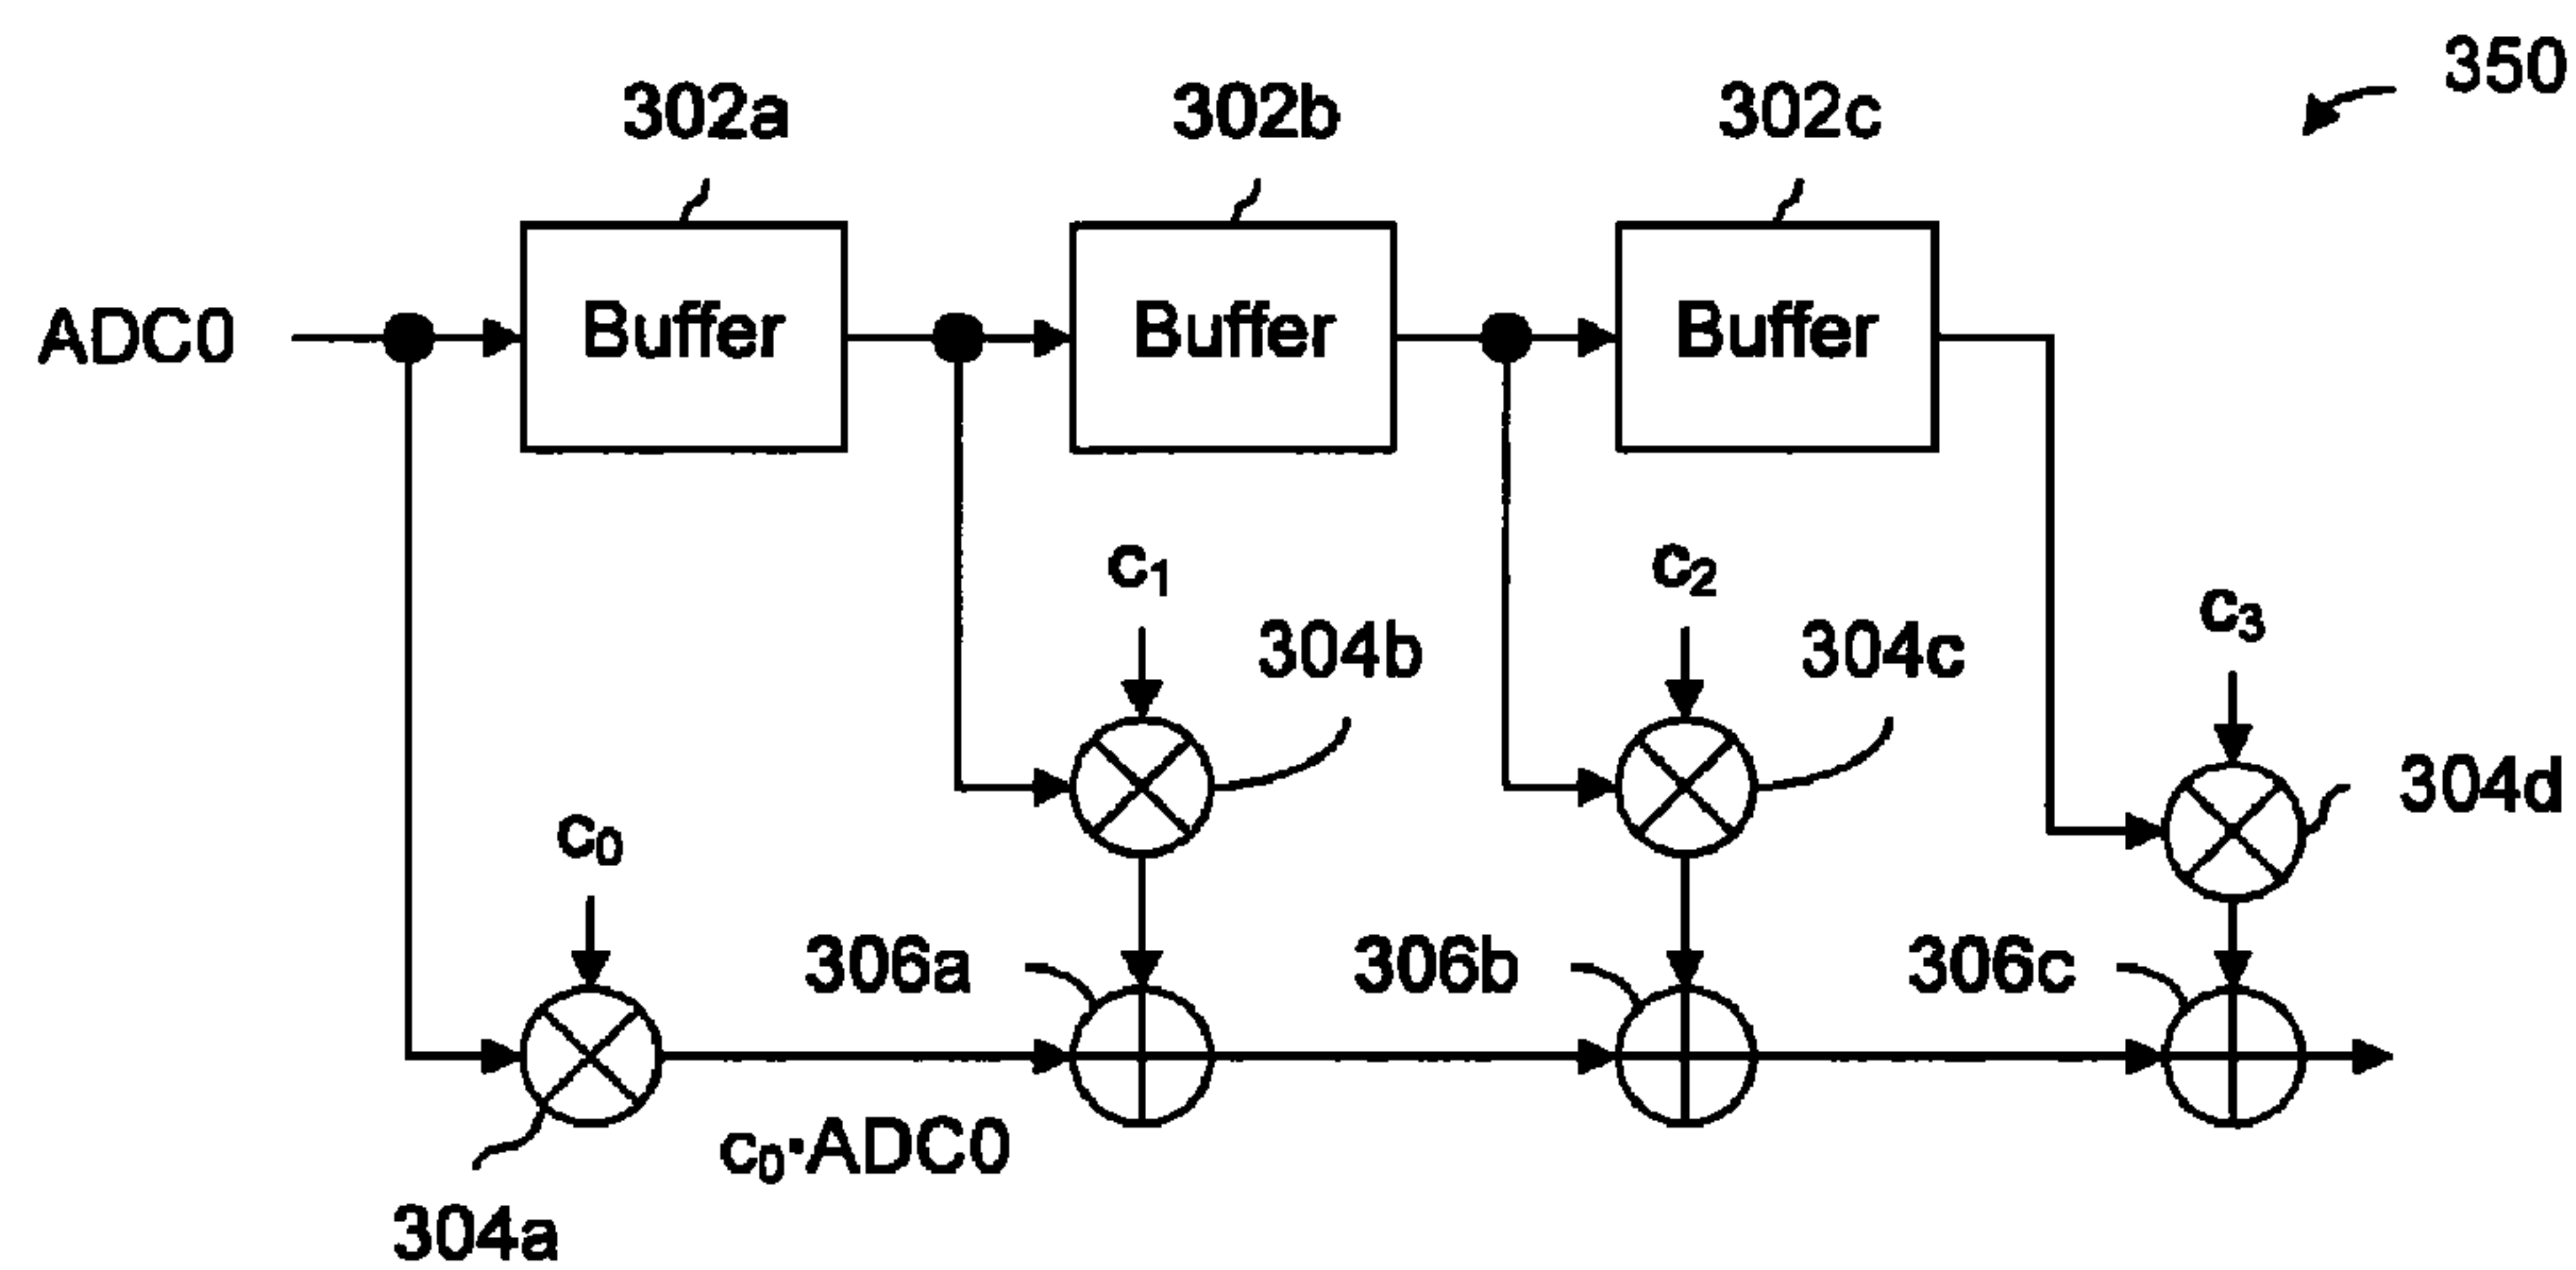 350
302a 302b 302c
ADC0 Buffer Buffer Buffer
c₁ c₂ c₃
304b 304c 304d
c₀
306a 306b 306c
c₀·ADC0
304a